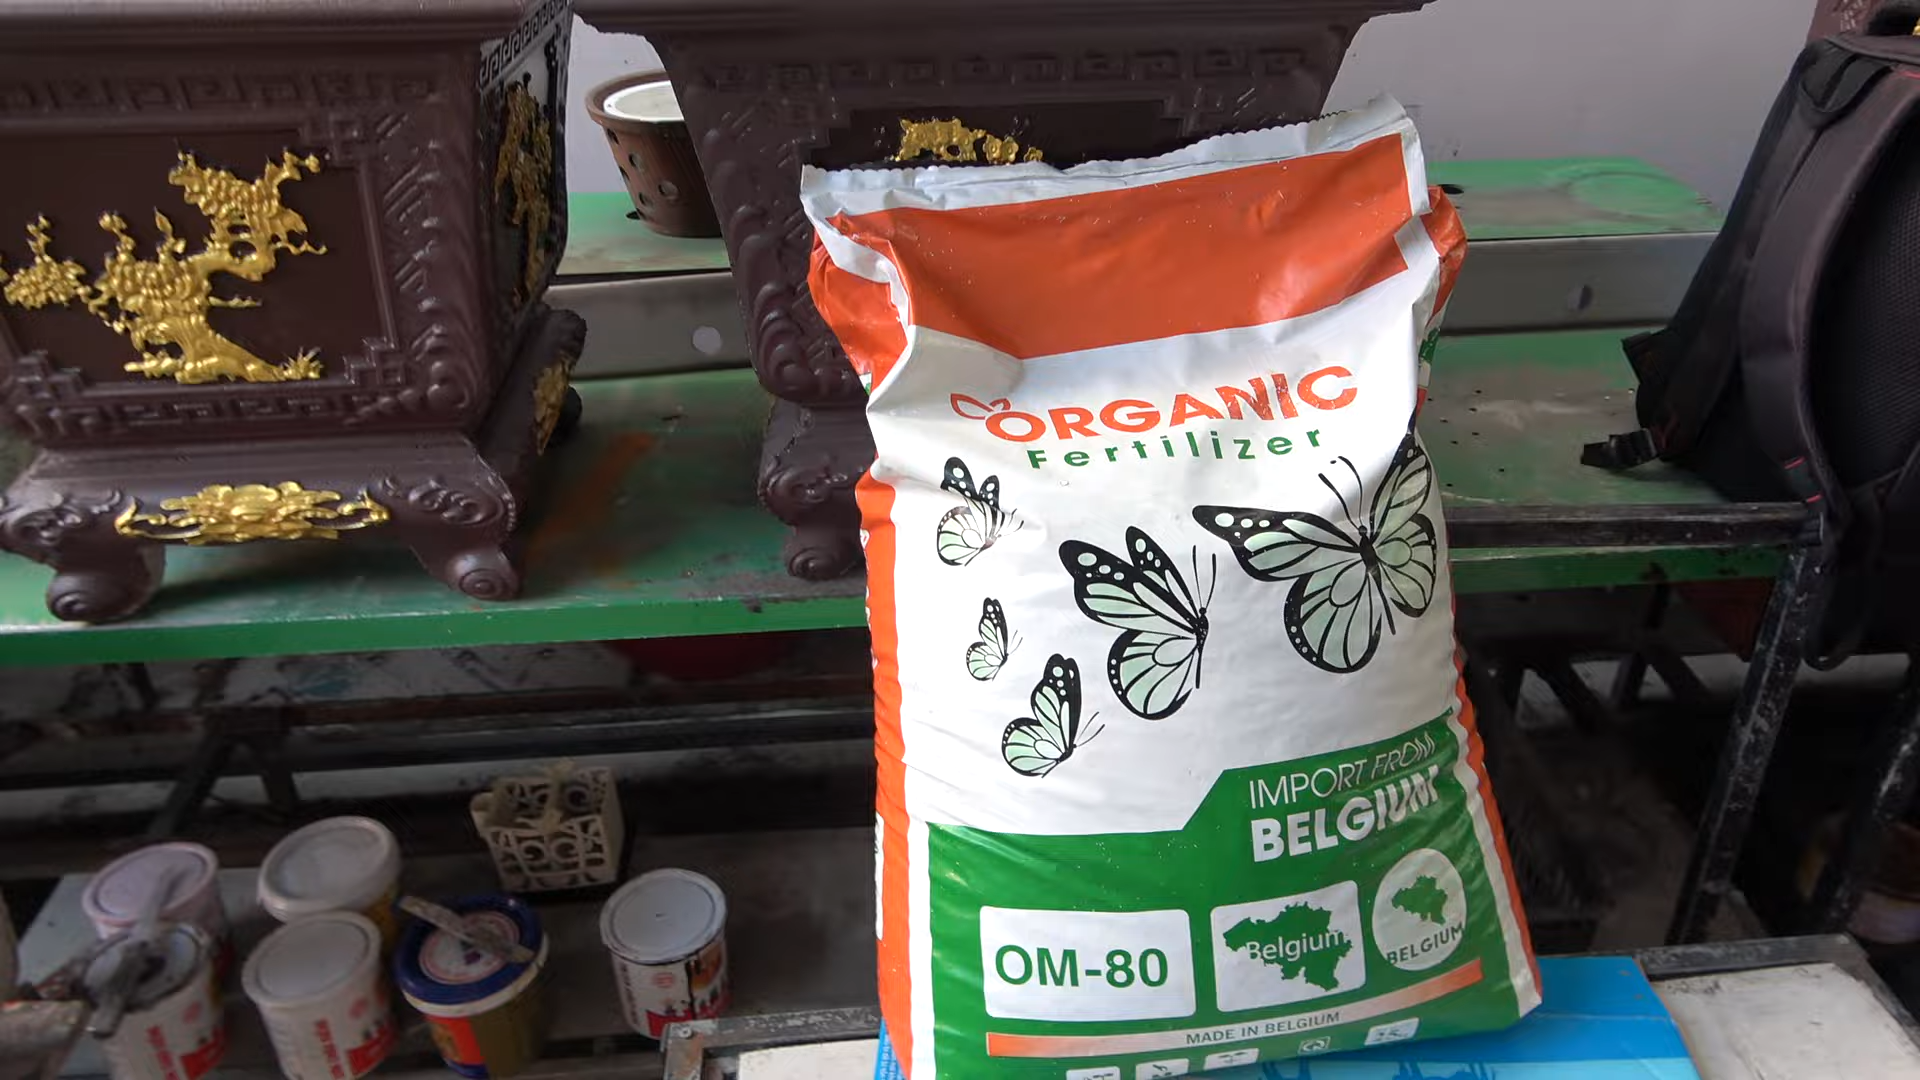 ORGANIC
Fertilizer
IMPORT FROM
BELGIUM
OM-80
Belgium
BELGIUM
MADE IN BELGIUM